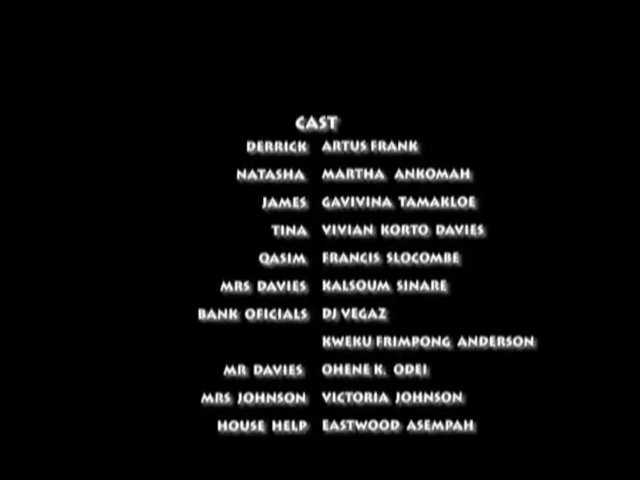 CAST
DERRICK ARTUS FRANK
NATASHA MARTHA ANKOMAH
JAMES GAVIVINA TAMAKLOE
TINA VIVIAN KORTO DAVIES
QASIM FRANCIS SLOCOMBE
MRS DAVIES KALSOUM SINARE
BANK OFICIALS DJ VEGAZ
KWEKU FRIMPONG ANDERSON
MR DAVIES OHENE K. ODEI
MRS JOHNSON VICTORIA JOHNSON
HOUSE HELP EASTWOOD ASEMPAH